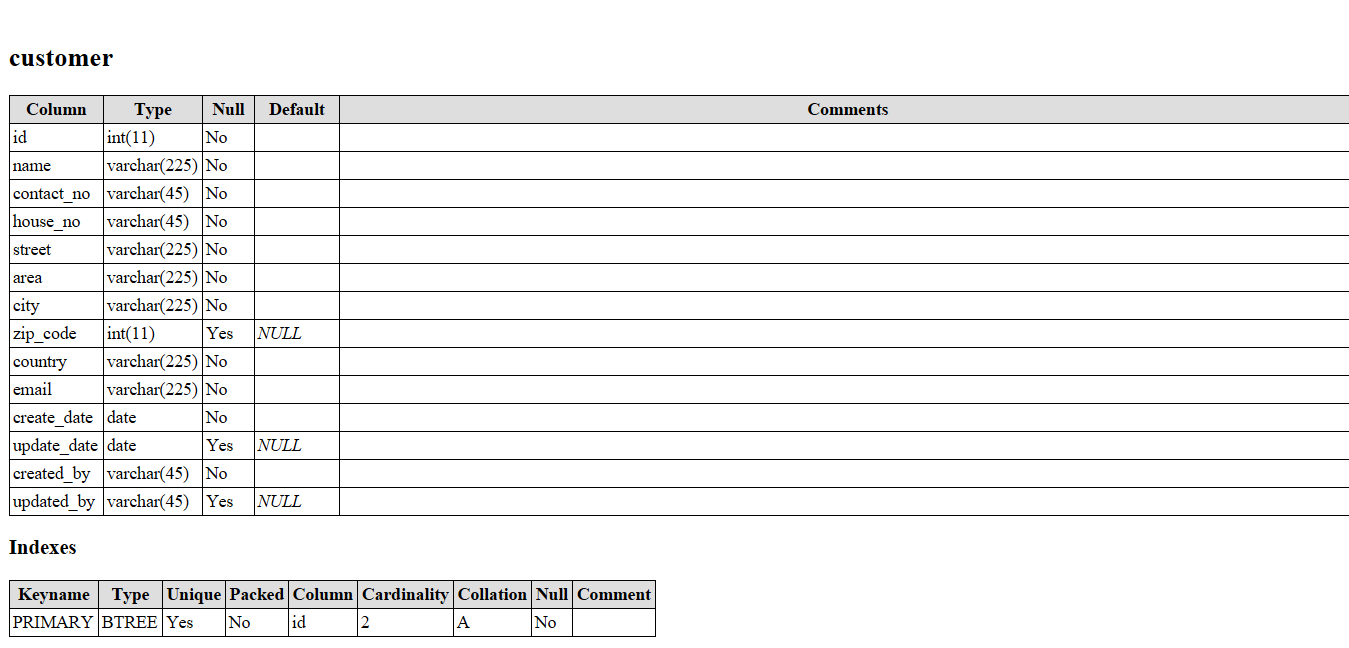 customer
Column Type Null Default Comments
id int(11) No
name varchar(225) No
contact_no varchar(45) No
house_no varchar(45) No
street varchar(225) No
area varchar(225) No
city varchar(225) No
zip_code int(11) Yes NULL
country varchar(225) No
email varchar(225) No
create_date date No
update_date date Yes NULL
created_by varchar(45) No
updated_by varchar(45) Yes NULL
Indexes
Keyname Type Unique Packed Column Cardinality Collation Null Comment
PRIMARY BTREE Yes No id 2 A No